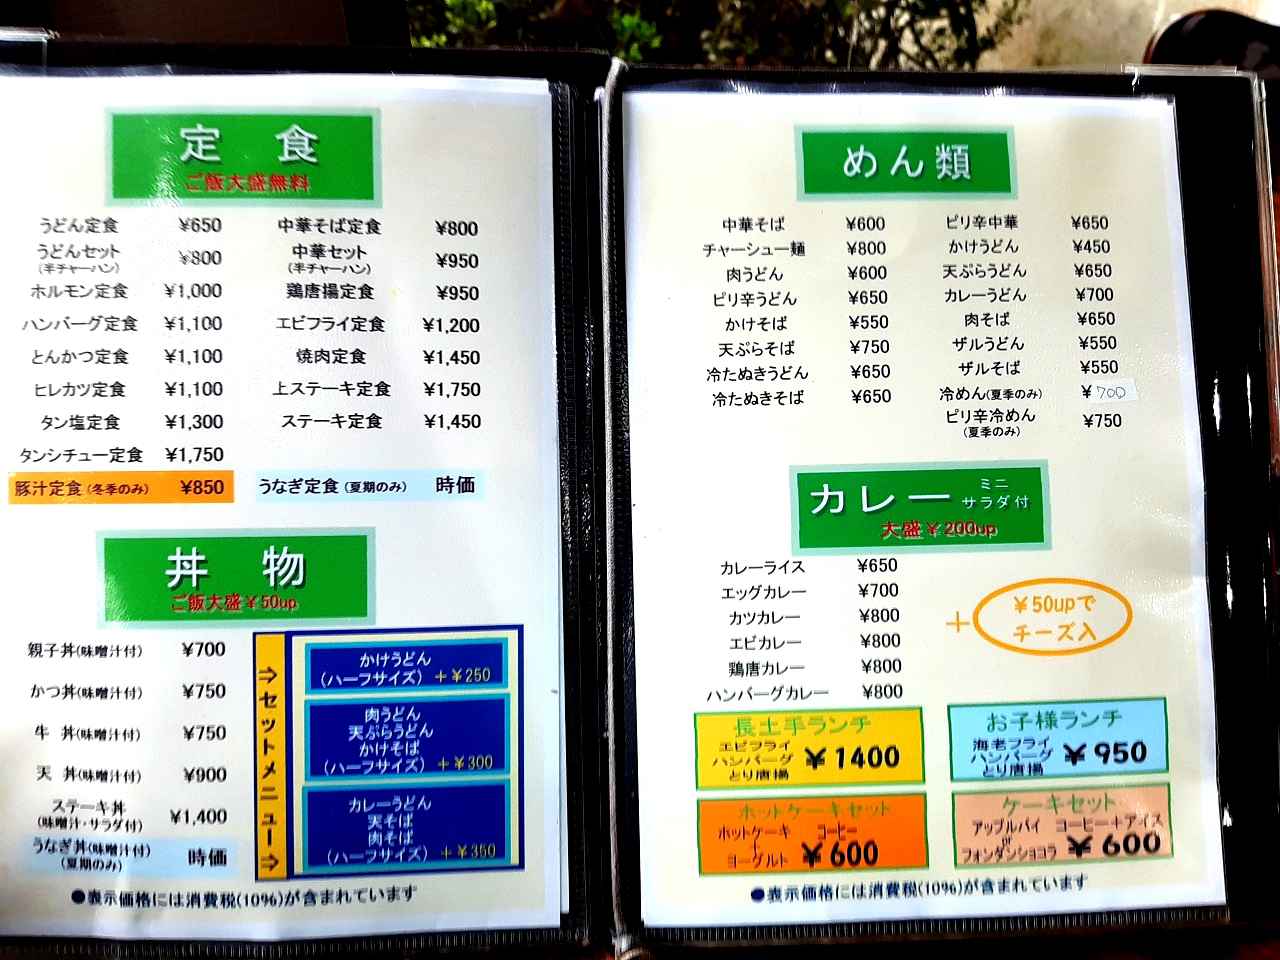 定食
ご飯大盛無料
うどん定食 ¥650
うどんセット ¥800
(半チャーハン)
ホルモン定食 ¥1,000
ハンバーグ定食 ¥1,100
とんかつ定食 ¥1,100
ヒレカツ定食 ¥1,100
タン塩定食 ¥1,300
タンシチュー定食 ¥1,750
豚汁定食(冬季のみ) ¥850
中華そば定食 ¥800
中華セット ¥950
(半チャーハン)
鶏唐揚定食 ¥950
エビフライ定食 ¥1,200
焼肉定食 ¥1,450
上ステーキ定食 ¥1,750
ステーキ定食 ¥1,450
うなぎ定食(夏期のみ) 時価
丼物
ご飯大盛¥50up
親子丼(味噌汁付) ¥700
かつ丼(味噌汁付) ¥750
牛丼(味噌汁付) ¥750
天丼(味噌汁付) ¥900
ステーキ丼 ¥1,400
(味噌汁・サラダ付)
うなぎ丼(味噌汁付) 時価
(夏期のみ)
⇒セットメニュー⇒
かけうどん
(ハーフサイズ) +¥250
肉うどん
天ぷらうどん
かけそば
(ハーフサイズ) +¥300
カレーうどん
天そば
肉そば
(ハーフサイズ) +¥350
●表示価格には消費税(10%)が含まれています
めん類
中華そば ¥600
チャーシュー麺 ¥800
肉うどん ¥600
ピリ辛うどん ¥650
かけそば ¥550
天ぷらそば ¥750
冷たぬきうどん ¥650
冷たぬきそば ¥650
ピリ辛中華 ¥650
かけうどん ¥450
天ぷらうどん ¥650
カレーうどん ¥700
肉そば ¥650
ザルうどん ¥550
ザルそば ¥550
冷めん(夏季のみ) ¥700
ピリ辛冷めん ¥750
(夏季のみ)
カレー ミニ
サラダ付
大盛¥200up
カレーライス ¥650
エッグカレー ¥700
カツカレー ¥800
エビカレー ¥800
鶏唐カレー ¥800
ハンバーグカレー ¥800
+ ¥50upで
チーズ入
長土手ランチ
エビフライ
ハンバーグ
とり唐揚
¥1400
お子様ランチ
海老フライ
ハンバーグ
とり唐揚
¥950
ホットケーキセット
ホットケーキ コーヒー
+
ヨーグルト ¥600
ケーキセット
アップルパイ コーヒー+アイス
or
フォンダンショコラ ¥600
●表示価格には消費税(10%)が含まれています